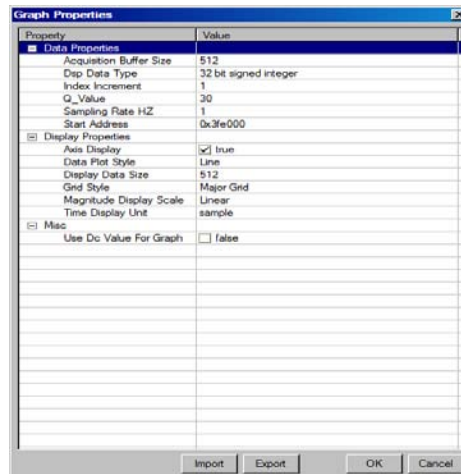 Graph Properties
Property Value
Data Properties
Acquisition Buffer Size 512
Dsp Data Type 32 bit signed integer
Index Increment 1
Q_Value 30
Sampling Rate HZ 1
Start Address 0x3fe000
Display Properties
Axis Display true
Data Plot Style Line
Display Data Size 512
Grid Style Major Grid
Magnitude Display Scale Linear
Time Display Unit sample
Misc
Use Dc Value For Graph false
Import Export OK Cancel